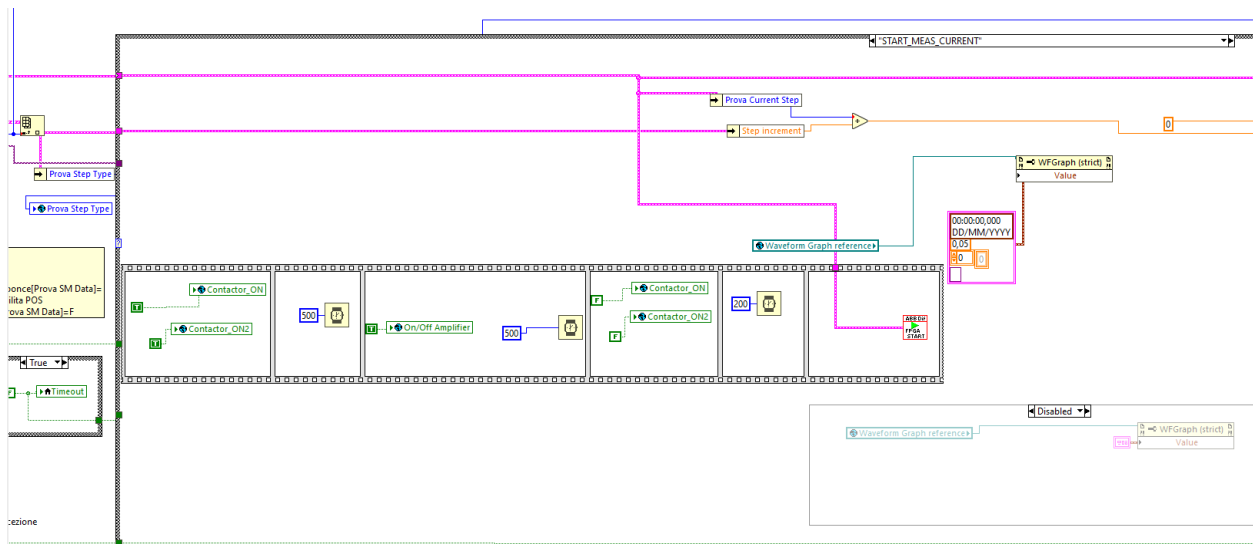 "START_MEAS_CURRENT"
Prova Current Step
Step increment
0
WFGraph (strict)
Value
Prova Step Type
Prova Step Type
00:00:00,000
DD/MM/YYYY
0,05
0
0
Waveform Graph reference
?
once[Prova SM Data]=
ilita POS
rova SM Data]=F
T
Contactor_ON
T
Contactor_ON2
500
T
On/Off Amplifier
500
F
Contactor_ON
F
Contactor_ON2
200
FPGA
START
True
F
Timeout
Disabled
Waveform Graph reference
WFGraph (strict)
Value
cezione